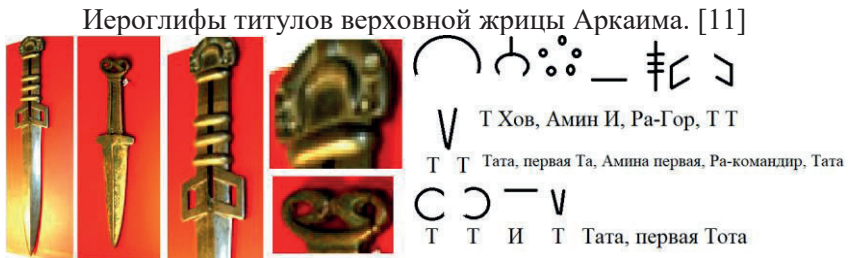 Иероглифы титулов верховной жрицы Аркаима. [11]
Т Хов, Амин И, Ра-Гор, Т Т
Т Т Тата, первая Та, Амина первая, Ра-командир, Тата
Т Т И Т Тата, первая Тота